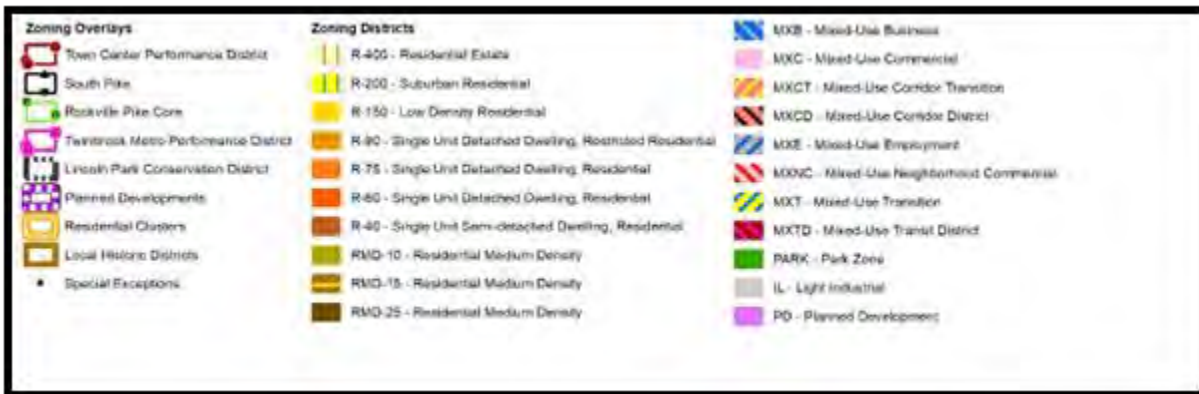 Zoning Overlays
Town Center Performance District
South Pike
Rockville Pike Core
Twinbrook Metro Performance District
Lincoln Park Conservation District
Planned Developments
Residential Clusters
Local Historic Districts
Special Exceptions
Zoning Districts
R-400 - Residential Estate
R-200 - Suburban Residential
R-150 - Low Density Residential
R-90 - Single Unit Detached Dwelling, Restricted Residential
R-75 - Single Unit Detached Dwelling, Residential
R-60 - Single Unit Detached Dwelling, Residential
R-40 - Single Unit Semi-detached Dwelling, Residential
RMD-10 - Residential Medium Density
RMD-15 - Residential Medium Density
RMD-25 - Residential Medium Density
MXB - Mixed-Use Business
MXC - Mixed-Use Commercial
MXCT - Mixed-Use Corridor Transition
MXCD - Mixed-Use Corridor District
MXE - Mixed-Use Employment
MXNC - Mixed-Use Neighborhood Commercial
MXT - Mixed-Use Transition
MXTD - Mixed-Use Transit District
PARK - Park Zone
IL - Light Industrial
PD - Planned Development